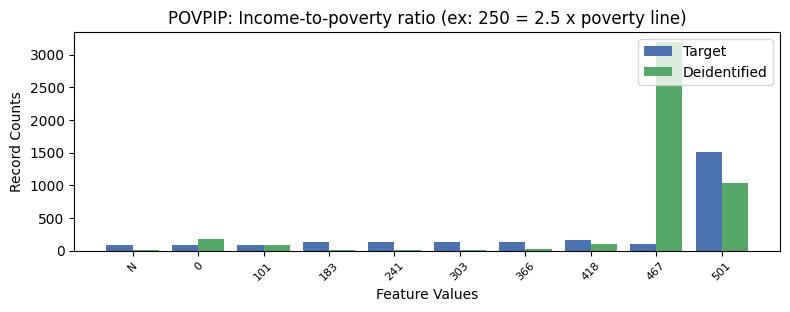 POVPIP: Income-to-poverty ratio (ex: 250 = 2.5 x poverty line)
Target
Deidentified
Record Counts
3000
2500
2000
1500
1000
500
0
N
0
101
183
241
303
366
418
467
501
Feature Values